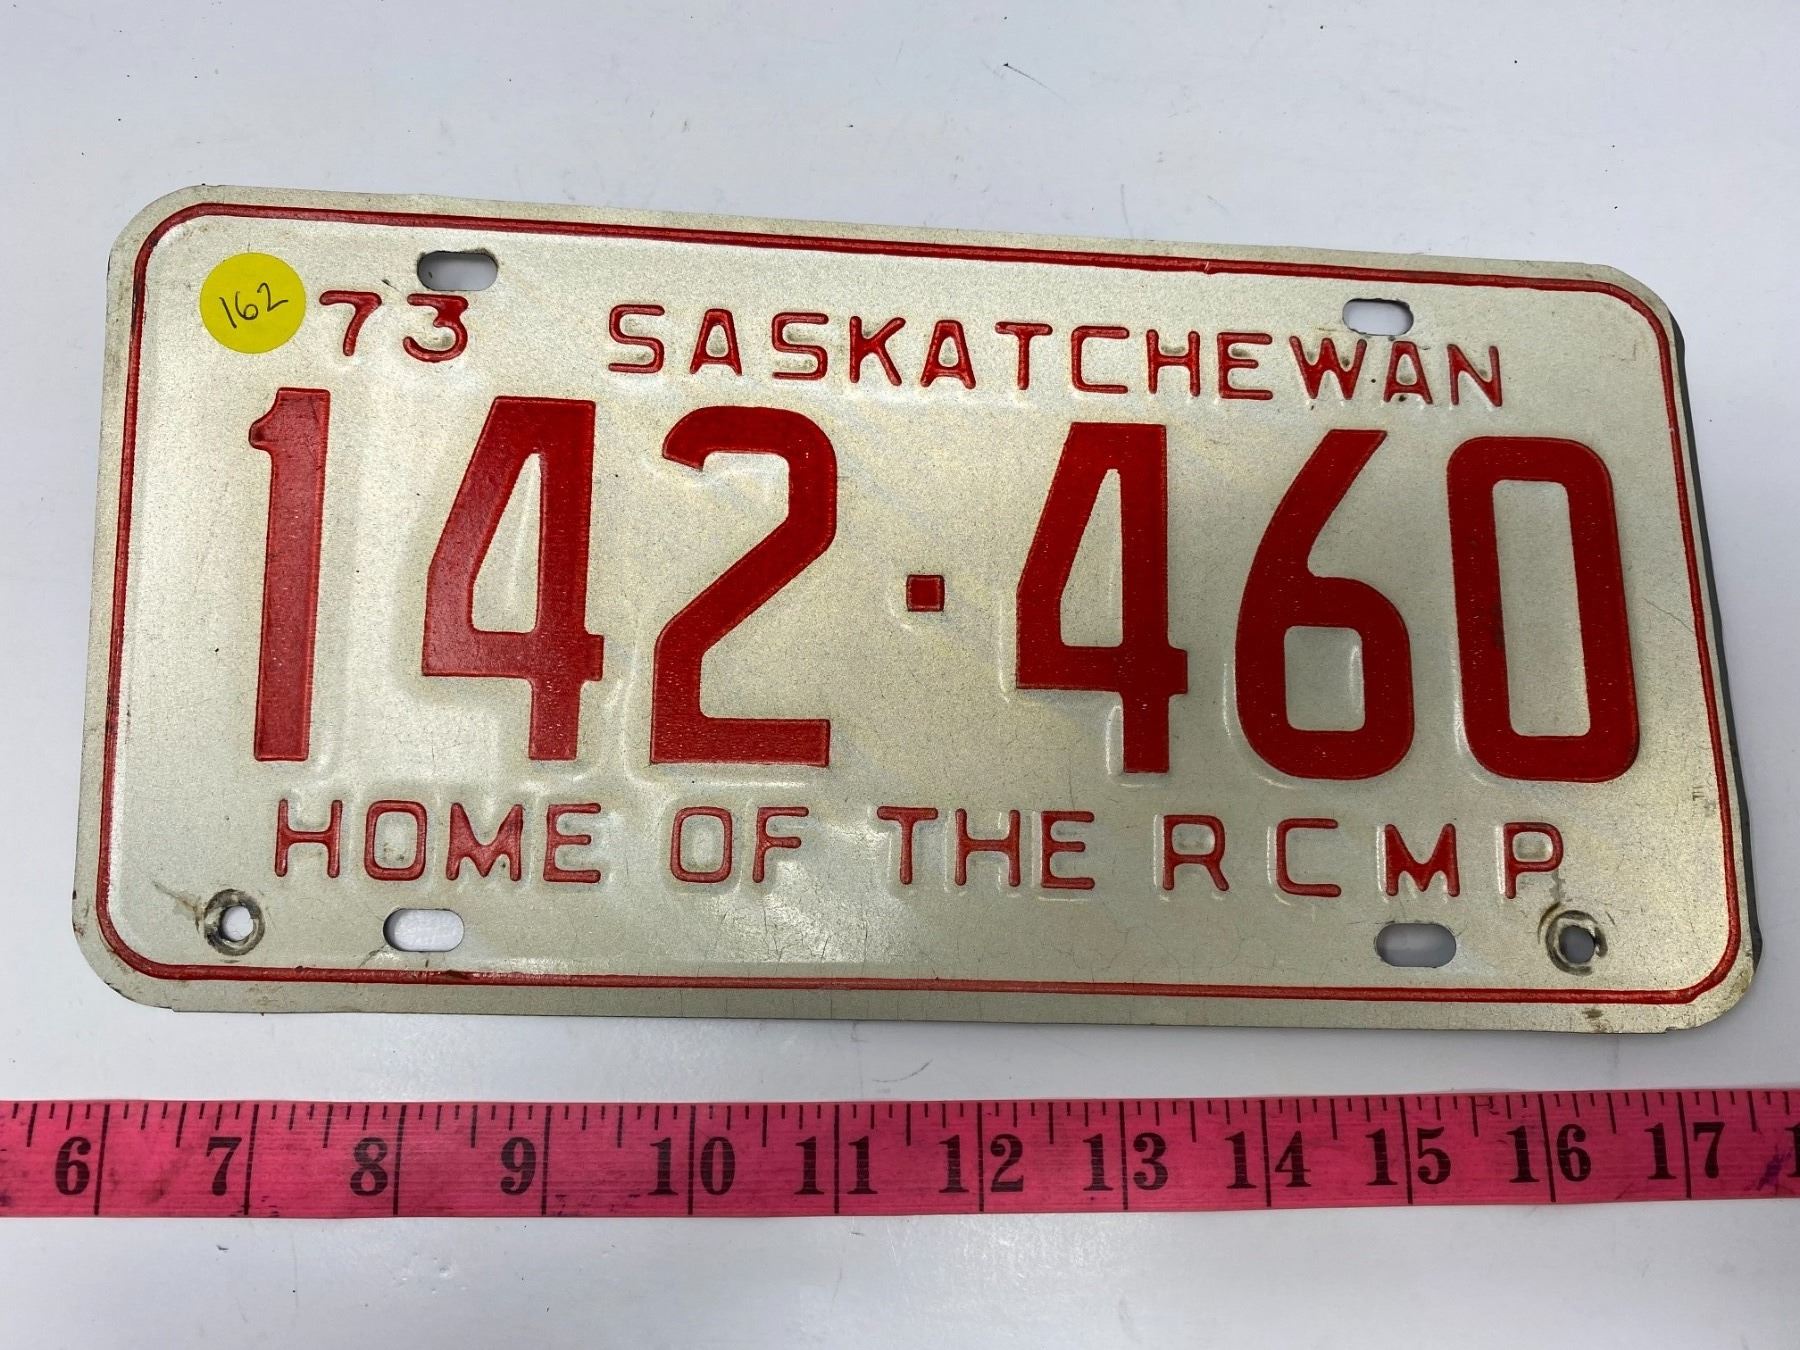 162
73 SASKATCHEWAN
142·460
HOME OF THE RCMP
6 7 8 9 10 11 12 13 14 15 16 17 1